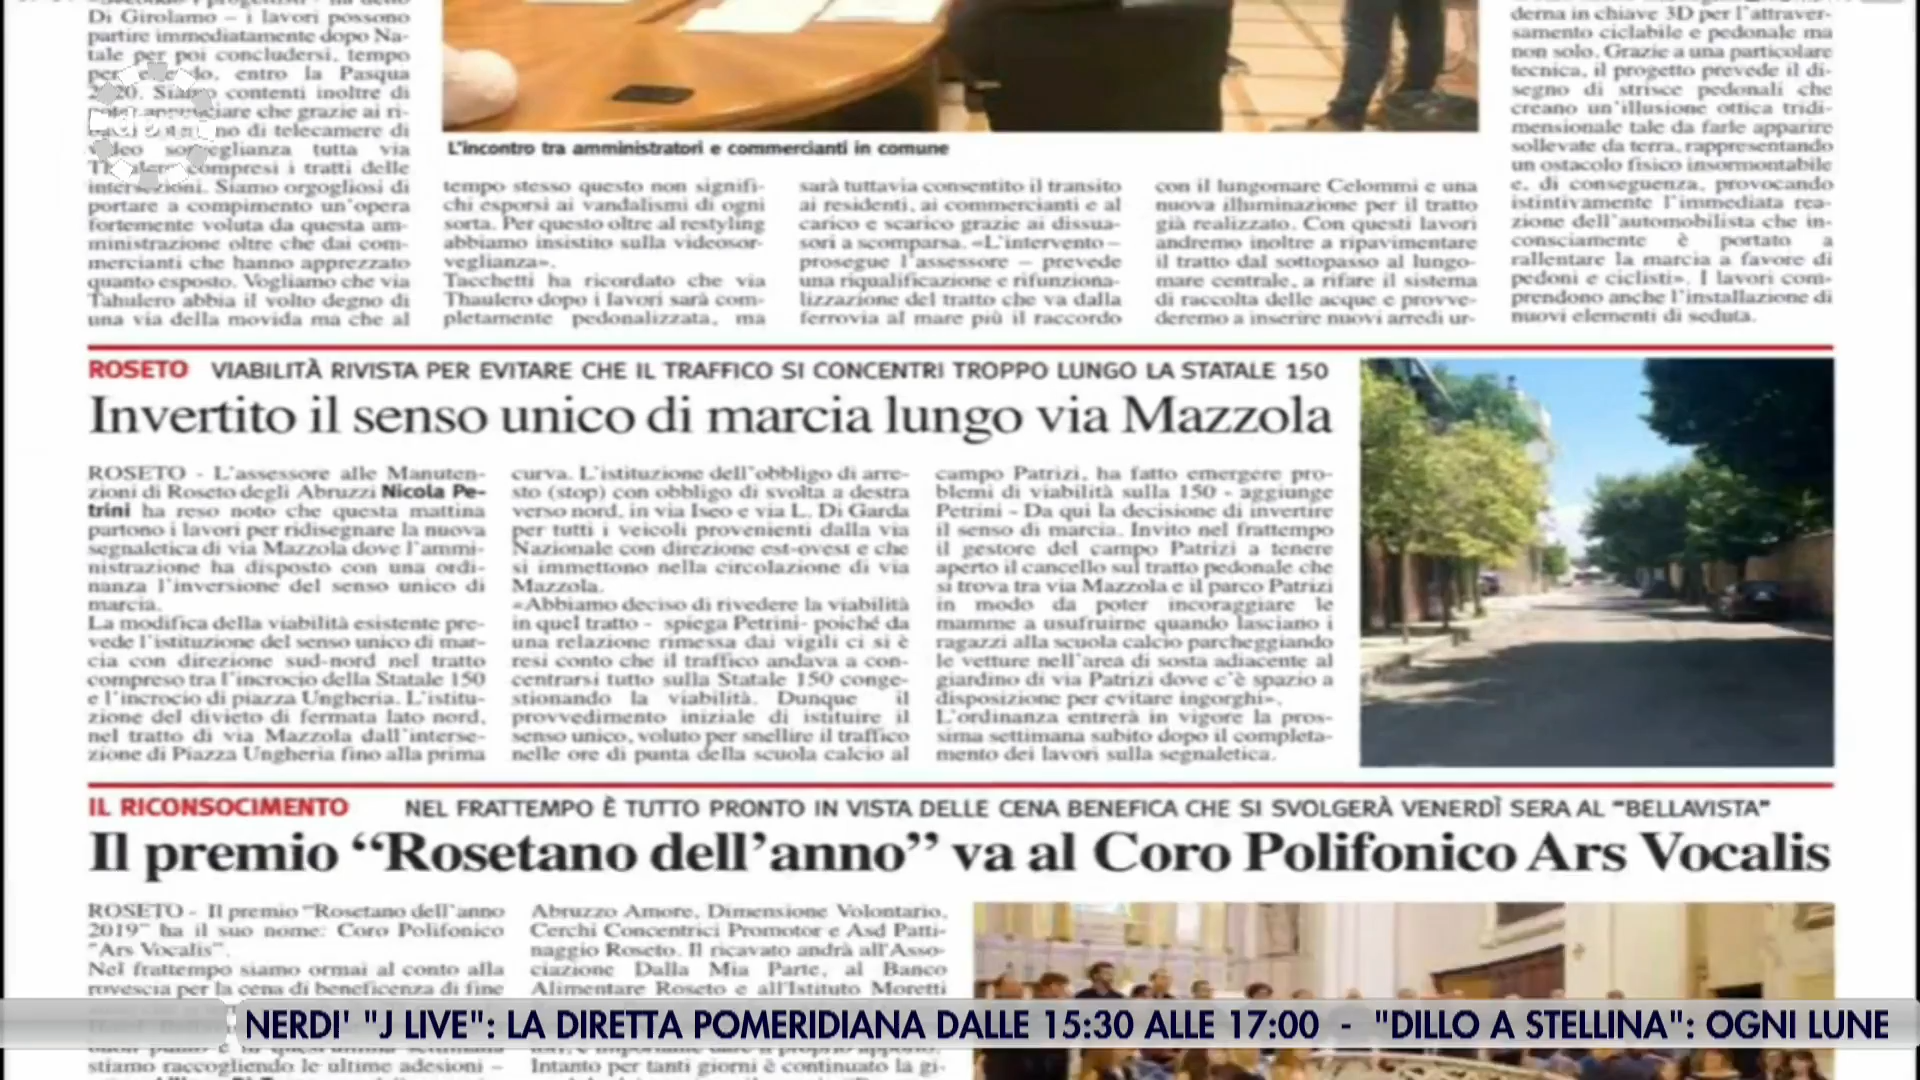 Di Girolamo – i lavori possono
partire immediatamente dopo Na-
tale per poi concludersi, tempo
entro la Pasqua
contenti inoltre di
che grazie ai ri-
no di telecamere di
video tutta via
compresi i tratti delle
Siamo orgogliosi di
portare a compimento un'opera
fortemente voluta da questa am-
ministrazione oltre che dai com-
mercianti che hanno apprezzato
quanto esposto. Vogliamo che via
Tahulero abbia il volto degno di
una via della movida ma che al
L'incontro tra amministratori e commercianti in comune
tempo stesso questo non signifi-
chi esporsi ai vandalismi di ogni
sorta. Per questo oltre al restyling
abbiamo insistito sulla videosor-
veglianza».
Tacchetti ha ricordato che via
Thaulero dopo i lavori sarà com-
pletamente pedonalizzata, ma
sarà tuttavia consentito il transito
ai residenti, ai commercianti e al
carico e scarico grazie ai dissua-
sori a scomparsa. «L'intervento –
prosegue l'assessore – prevede
una riqualificazione e rifunziona-
lizzazione del tratto che va dalla
ferrovia al mare più il raccordo
con il lungomare Celommi e una
nuova illuminazione per il tratto
già realizzato. Con questi lavori
andremo inoltre a ripavimentare
il tratto dal sottopasso al lungo-
mare centrale, a rifare il sistema
di raccolta delle acque e provve-
deremo a inserire nuovi arredi ur-
derna in chiave 3D per l'attraver-
samento ciclabile e pedonale ma
non solo. Grazie a una particolare
tecnica, il progetto prevede il di-
segno di strisce pedonali che
creano un'illusione ottica tridi-
mensionale tale da farle apparire
sollevate da terra, rappresentando
un ostacolo fisico insormontabile
e, di conseguenza, provocando
istintivamente l'immediata rea-
zione dell'automobilista che in-
consciamente è portato a
rallentare la marcia a favore di
pedoni e ciclisti». I lavori com-
prendono anche l'installazione di
nuovi elementi di seduta.
ROSETO VIABILITÀ RIVISTA PER EVITARE CHE IL TRAFFICO SI CONCENTRI TROPPO LUNGO LA STATALE 150
Invertito il senso unico di marcia lungo via Mazzola
ROSETO - L'assessore alle Manuten-
zioni di Roseto degli Abruzzi Nicola Pe-
trini ha reso noto che questa mattina
partono i lavori per ridisegnare la nuova
segnaletica di via Mazzola dove l'ammi-
nistrazione ha disposto con una ordi-
nanza l'inversione del senso unico di
marcia.
La modifica della viabilità esistente pre-
vede l'istituzione del senso unico di mar-
cia con direzione sud-nord nel tratto
compreso tra l'incrocio della Statale 150
e l'incrocio di piazza Ungheria. L'istitu-
zione del divieto di fermata lato nord,
nel tratto di via Mazzola dall'interse-
zione di Piazza Ungheria fino alla prima
curva. L'istituzione dell'obbligo di arre-
sto (stop) con obbligo di svolta a destra
verso nord, in via Iseo e via L. Di Garda
per tutti i veicoli provenienti dalla via
Nazionale con direzione est-ovest e che
si immettono nella circolazione di via
Mazzola.
«Abbiamo deciso di rivedere la viabilità
in quel tratto - spiega Petrini- poiché da
una relazione rimessa dai vigili ci si è
resi conto che il traffico andava a con-
centrarsi tutto sulla Statale 150 conge-
stionando la viabilità. Dunque il
provvedimento iniziale di istituire il
senso unico, voluto per snellire il traffico
nelle ore di punta della scuola calcio al
campo Patrizi, ha fatto emergere pro-
blemi di viabilità sulla 150 - aggiunge
Petrini - Da qui la decisione di invertire
il senso di marcia. Invito nel frattempo
il gestore del campo Patrizi a tenere
aperto il cancello sul tratto pedonale che
si trova tra via Mazzola e il parco Patrizi
in modo da poter incoraggiare le
mamme a usufruirne quando lasciano i
ragazzi alla scuola calcio parcheggiando
le vetture nell'area di sosta adiacente al
giardino di via Patrizi dove c'è spazio a
disposizione per evitare ingorghi».
L'ordinanza entrerà in vigore la pros-
sima settimana subito dopo il completa-
mento dei lavori sulla segnaletica.
IL RICONSOCIMENTO NEL FRATTEMPO È TUTTO PRONTO IN VISTA DELLE CENA BENEFICA CHE SI SVOLGERÀ VENERDÌ SERA AL "BELLAVISTA"
Il premio “Rosetano dell'anno” va al Coro Polifonico Ars Vocalis
ROSETO - Il premio “Rosetano dell'anno
2019” ha il suo nome: Coro Polifonico
“Ars Vocalis”.
Nel frattempo siamo ormai al conto alla
rovescia per la cena di beneficenza di fine
stiamo raccogliendo le ultime adesioni –
Abruzzo Amore, Dimensione Volontario,
Cerchi Concentrici Promotor e Asd Patti-
naggio Roseto. Il ricavato andrà all'Asso-
ciazione Dalla Mia Parte, al Banco
Alimentare Roseto e all'Istituto Moretti
Intanto per tanti giorni è continuato la gi-
NERDI' "J LIVE": LA DIRETTA POMERIDIANA DALLE 15:30 ALLE 17:00 - "DILLO A STELLINA": OGNI LUNE